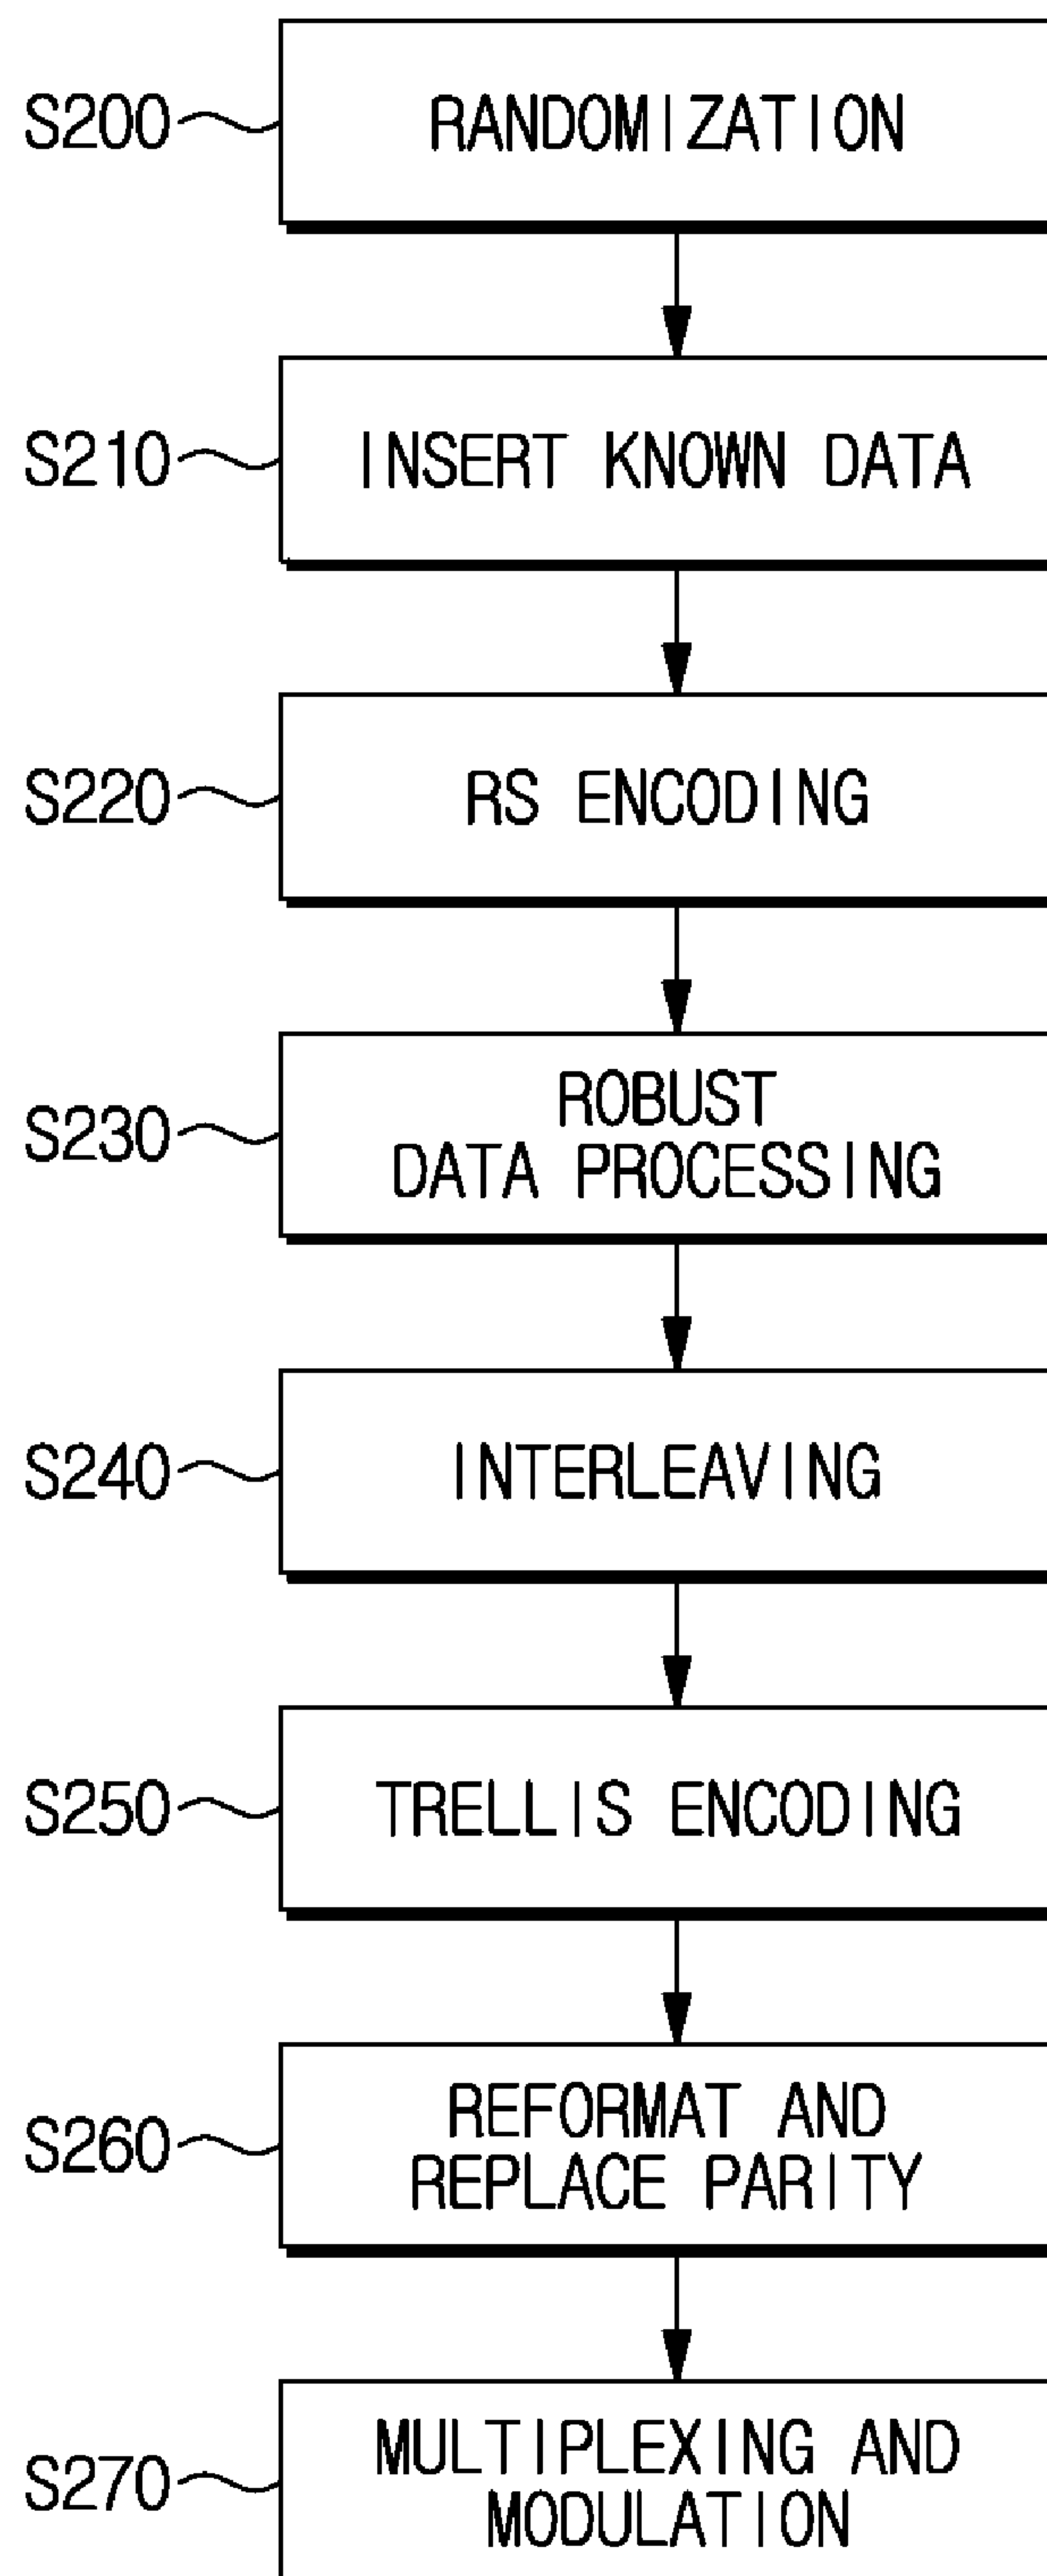 S200 RANDOMIZATION
S210 INSERT KNOWN DATA
S220 RS ENCODING
S230 ROBUST
DATA PROCESSING
S240 INTERLEAVING
S250 TRELLIS ENCODING
S260 REFORMAT AND
REPLACE PARITY
S270 MULTIPLEXING AND
MODULATION